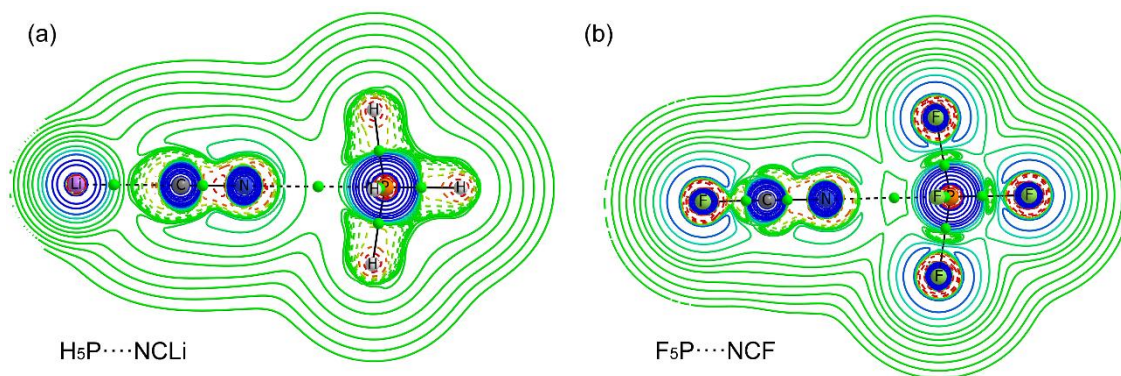 (a)
Li C N H H H P H
H₅P····NCLi
(b)
F C N F F F P F
F₅P····NCF